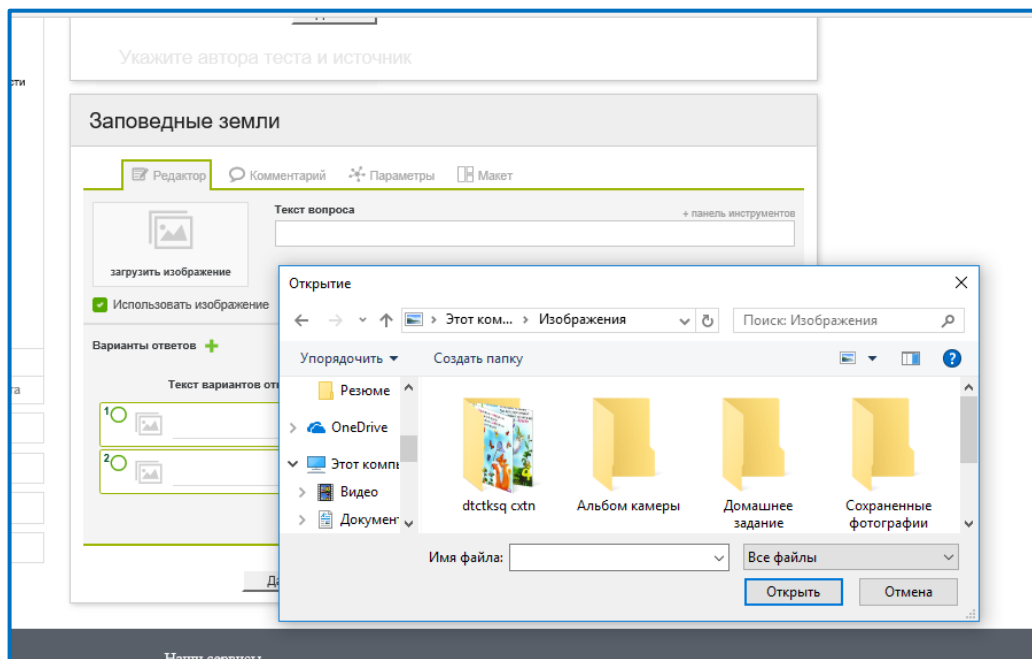 Укажите автора теста и источник
сти
Заповедные земли
Редактор Комментарий Параметры Макет
Текст вопроса
+ панель инструментов
загрузить изображение
Использовать изображение
Варианты ответов
Текст вариантов от
1
2
Открытие
Этот ком... > Изображения
Поиск: Изображения
Упорядочить Создать папку
Резюме
OneDrive
Этот компь
Видео
Докумен
dtctksq cxtn
Альбом камеры
Домашнее
задание
Сохраненные
фотографии
Имя файла:
Все файлы
Открыть
Отмена